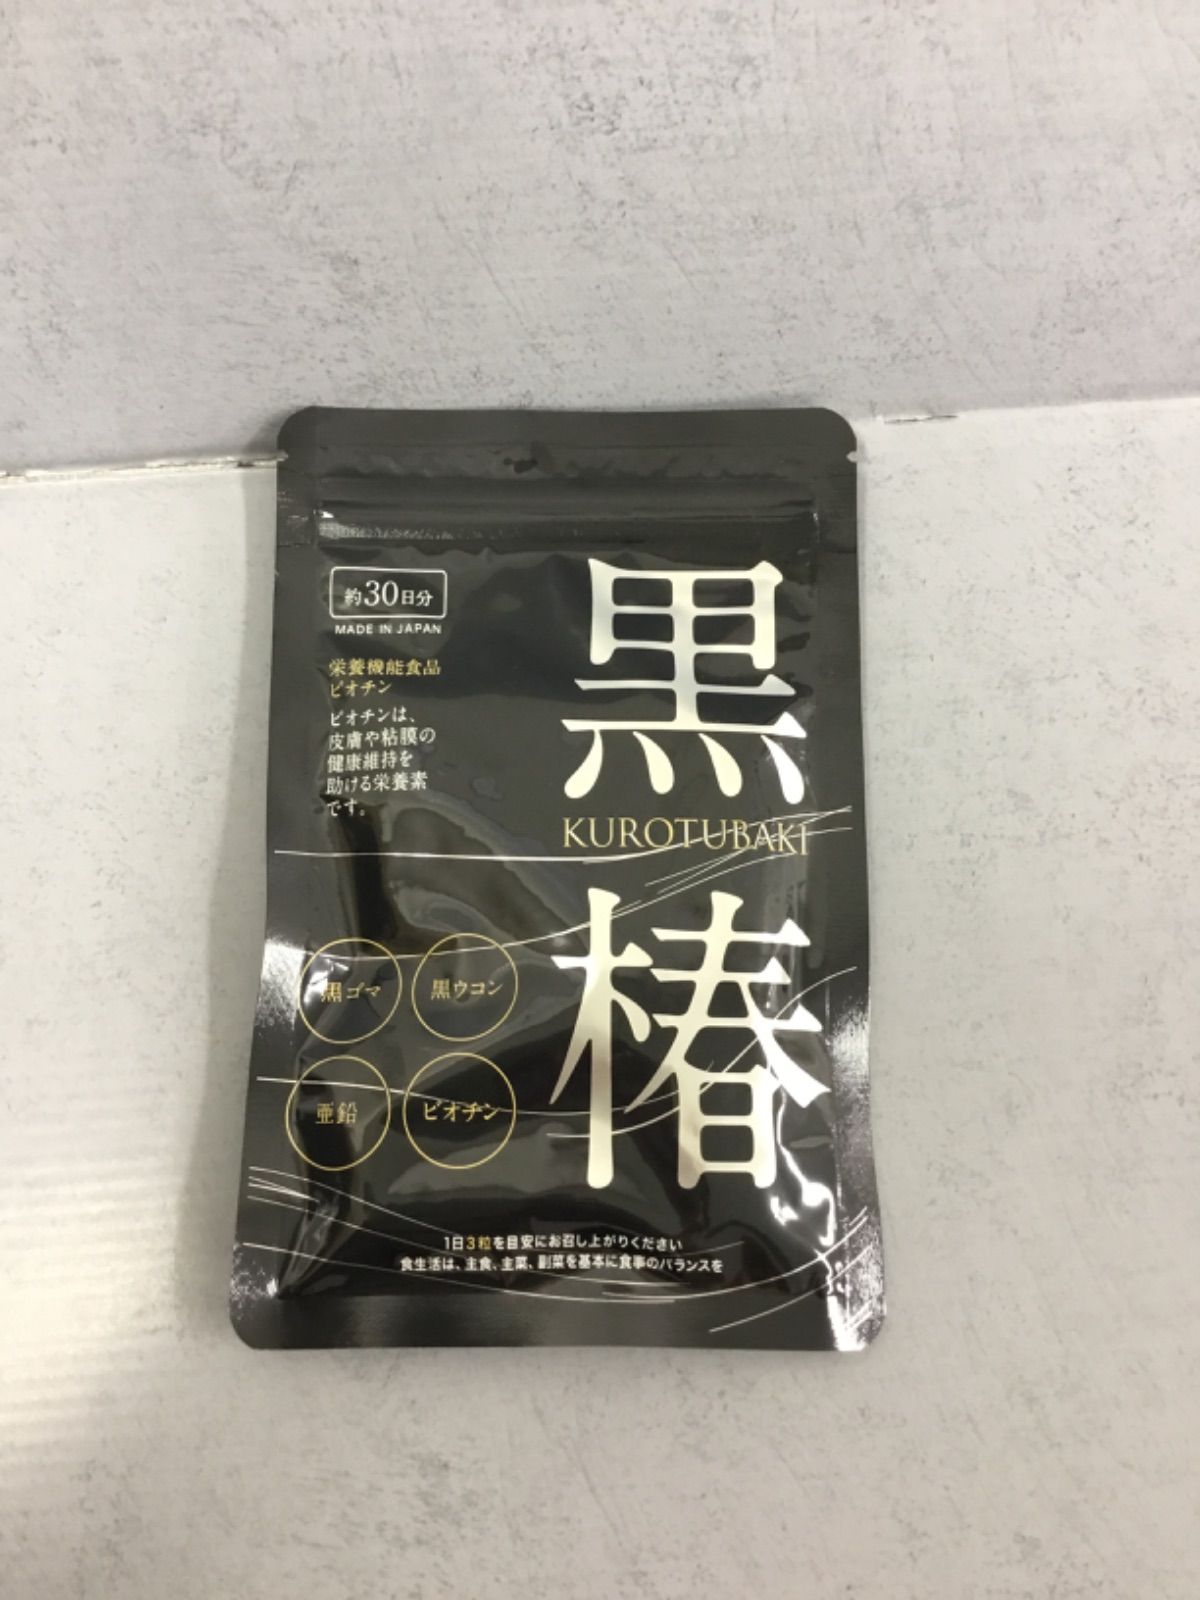 約30日分
MADE IN JAPAN
栄養機能食品
ビオチン
ビオチンは、
皮膚や粘膜の
健康維持を
助ける栄養素
です。
黒
KUROTUBAKI
椿
黒ゴマ
黒ウコン
亜鉛
ビオチン
1日3粒を目安にお召し上がりください
食生活は、主食、主菜、副菜を基本に食事のバランスを